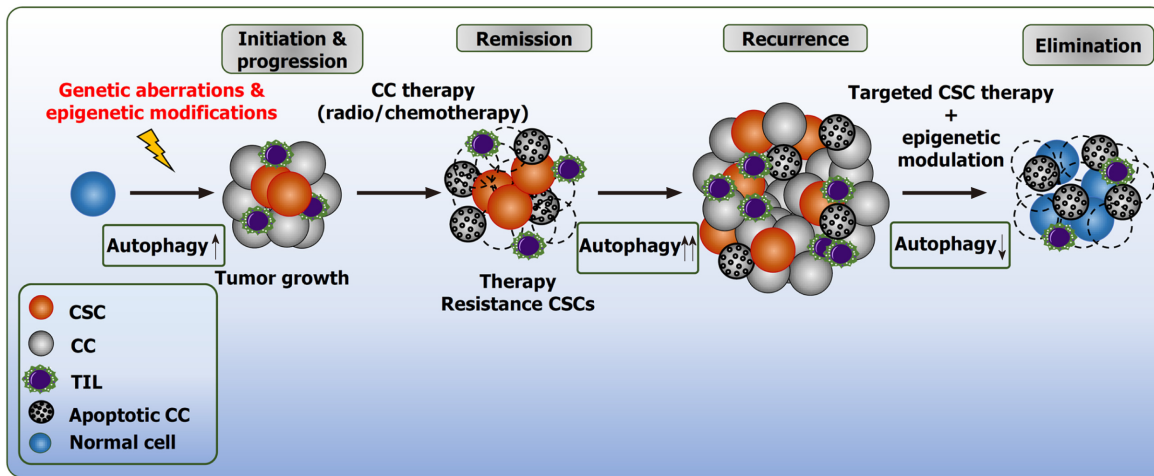 Initiation &
progression
Remission
Recurrence
Elimination
Genetic aberrations &
epigenetic modifications
CC therapy
(radio/chemotherapy)
Targeted CSC therapy
+
epigenetic
modulation
Autophagy↑
Autophagy↑↑
Autophagy↓
Tumor growth
Therapy
Resistance CSCs
CSC
CC
TIL
Apoptotic CC
Normal cell